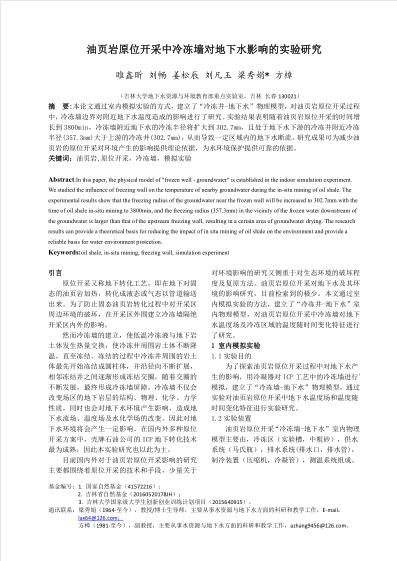 油页岩原位开采中冷冻墙对地下水影响的实验研究
睢鑫昕 刘畅 姜松辰 刘凡玉 梁秀娟* 方樟
(吉林大学地下水资源与环境教育部重点实验室,吉林 长春 130021)
摘 要:本论文通过室内模拟实验的方式,建立了“冷冻井-地下水”物理模型,对油页岩原位开采过程
中,冷冻墙边界对附近地下水温度造成的影响进行了研究。实验结果表明随着油页岩原位开采的时间增
长到3800min,冷冻墙附近地下水的冷冻半径将扩大到 302.7mm,且处于地下水下游的冷冻井附近冷冻
半径(357.3mm)大于上游的冷冻井(302.7mm),从而导致一定区域内的地下水断流。研究成果可为减少油
页岩的原位开采对环境产生的影响提供理论依据,为水环境保护提供可靠的依据。
关键词:油页岩,原位开采,冷冻墙,模拟实验
Abstract:In this paper, the physical model of "frozen well - groundwater" is established in the indoor simulation experiment.
We studied the influence of freezing wall on the temperature of nearby groundwater during the in-situ mining of oil shale. The
experimental results show that the freezing radius of the groundwater near the frozen wall will be increased to 302.7mm with the
time of oil shale in-situ mining to 3800min, and the freezing radius (357.3mm) in the vicinity of the frozen water downstream of
the groundwater is larger than that of the upstream freezing wall, resulting in a certain area of groundwater drying. The research
results can provide a theoretical basis for reducing the impact of in situ mining of oil shale on the environment and provide a
reliable basis for water environment protection.
Keywords:oil shale, in-situ mining, freezing wall, simulation experiment
引言
原位开采又称地下转化工艺,即在地下对固
态的油页岩加热,转化成液态或气态以管道输送
出来。为了防止固态油页岩转化过程中对开采区
周边环境的破坏,在开采区外围建立冷冻墙隔绝
开采区内外的影响。
然而冷冻墙的建立,使低温冷冻液与地下岩
土体发生热量交换,使冷冻井周围岩土体不断降
温,直至冻结。冻结的过程中冷冻井周围的岩土
体最先开始冻结成圆柱体,并沿径向不断扩展,
相邻冻结井之间逐渐形成冻结交圈,随着交圈的
不断发展,最终形成冷冻墙屏障。冷冻墙不仅会
改变场区的地下岩层的结构、物理、化学、力学
性质,同时也会对地下水环境产生影响,造成地
下水流场、温度场及水化学场的改变。因此对地
下水环境将会产生一定影响。在国内外多种原位
开采方案中,壳牌石油公司的 ICP 地下转化技术
最为成熟,因此本实验研究也以此为主。
目前国内外对于油页岩原位开采影响的研究
主要都围绕着原位开采的技术和手段,少量关于
对环境影响的研究又侧重于对生态环境的破坏程
度及复原方法。油页岩原位开采对地下水及其环
境的影响研究,目前检索到的极少。本文通过室
内模拟实验的方法,建立了“冷冻井-地下水”室
内物理模型,对油页岩原位开采中冷冻墙对地下
水温度场及冷冻区域的温度随时间变化特征进行
了研究。
1 室内模拟实验
1.1 实验目的
为了探索油页岩原位开采过程中对地下水产
生的影响,用冷凝器对 ICP 工艺中的冷冻墙进行
模拟,建立了“冷冻墙-地下水”物理模型,通过
实验对油页岩原位开采中地下水温度场和温度随
时间变化特征进行实验研究。
1.2 实验装置
油页岩原位开采“冷冻墙-地下水”室内物理
模型主要由,冷冻区(实验槽,中粗砂),供水
系统(马氏瓶),排水系统(排水口,排水管),
制冷装置(压缩机,冷凝管),测温系统组成。
基金编号:1. 国家自然基金(41572216);
2. 吉林省自然基金(20160520178JH);
3. 吉林大学国家级大学生创新创业训练计划项目(2015640915)。
通讯联系:梁秀娟(1964-至今),教授/博士生导师,主要从事水资源与地下水方面的科研和教学工作,E-mail:
lax64@126.com,
方樟(1981-至今),副教授,主要从事水资源与地下水方面的科研和教学工作,azhang9456@126.com,